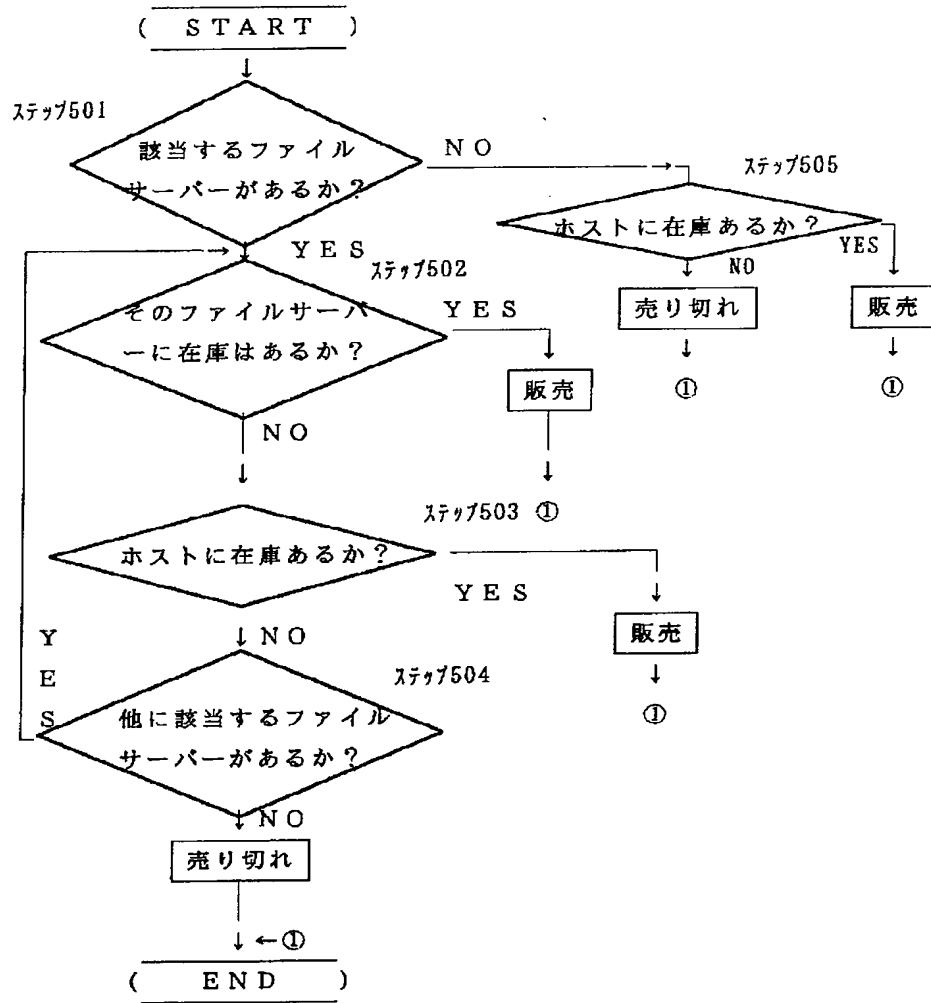 ( START )
ステップ501
該当するファイル
サーバーがあるか?
NO
ステップ505
ホストに在庫あるか?
YES
NO
売り切れ
販売
①
①
YES
ステップ502
そのファイルサーバ
ーに在庫はあるか?
YES
販売
①
NO
ステップ503
ホストに在庫あるか?
YES
販売
①
NO
ステップ504
他に該当するファイル
サーバーがあるか?
YES
NO
売り切れ
①
( END )